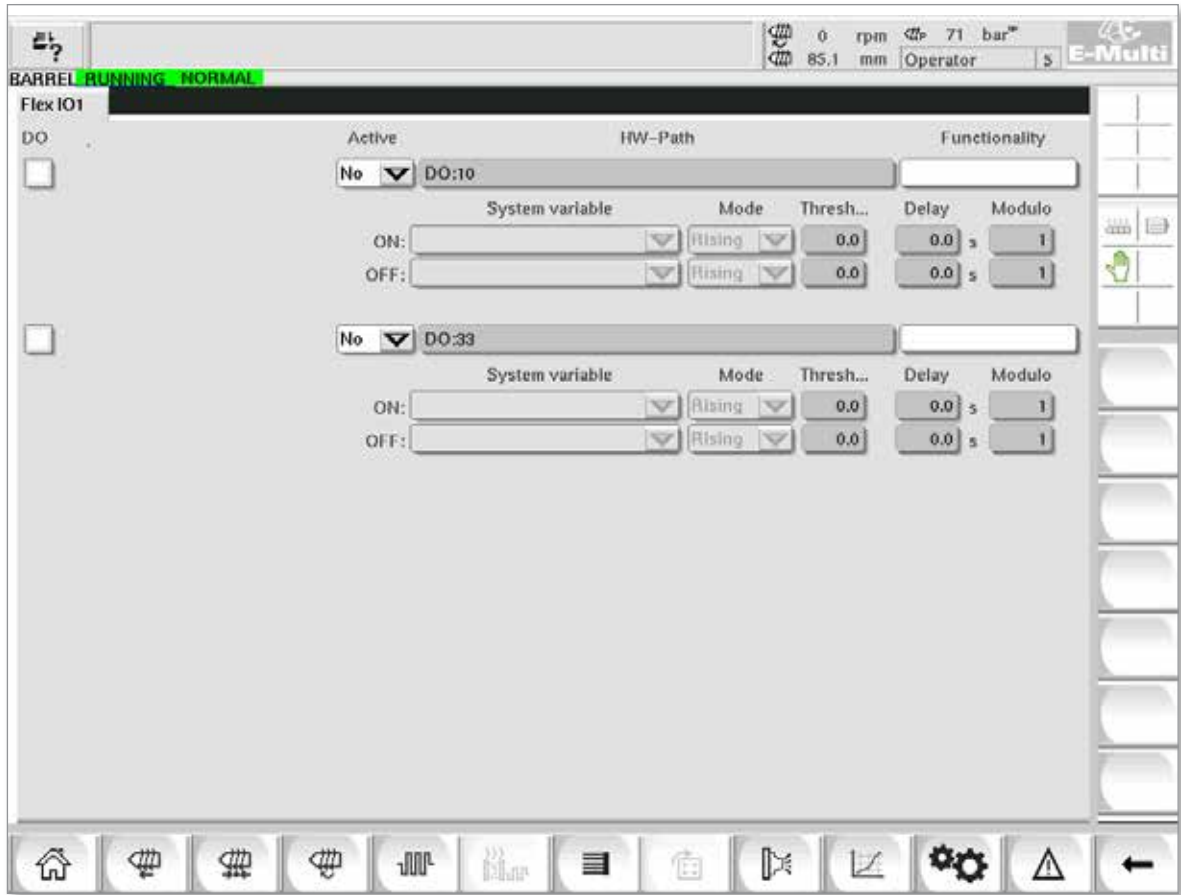 0 rpm 71 bar
85.1 mm Operator 5
E-Multi
BARREL RUNNING NORMAL
Flex IO1
DO Active HW-Path Functionality
No DO:10
System variable Mode Thresh... Delay Modulo
ON: Rising 0.0 0.0 s 1
OFF: Rising 0.0 0.0 s 1
No DO:33
System variable Mode Thresh... Delay Modulo
ON: Rising 0.0 0.0 s 1
OFF: Rising 0.0 0.0 s 1